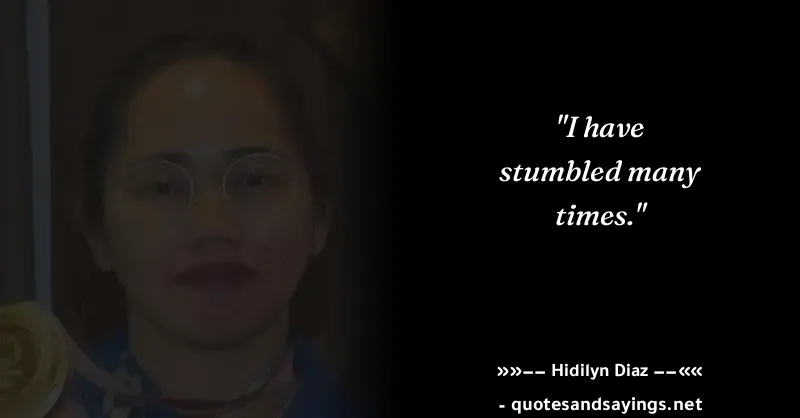 "I have
stumbled many
times."
»»−− Hidilyn Diaz −−««
- quotesandsayings.net